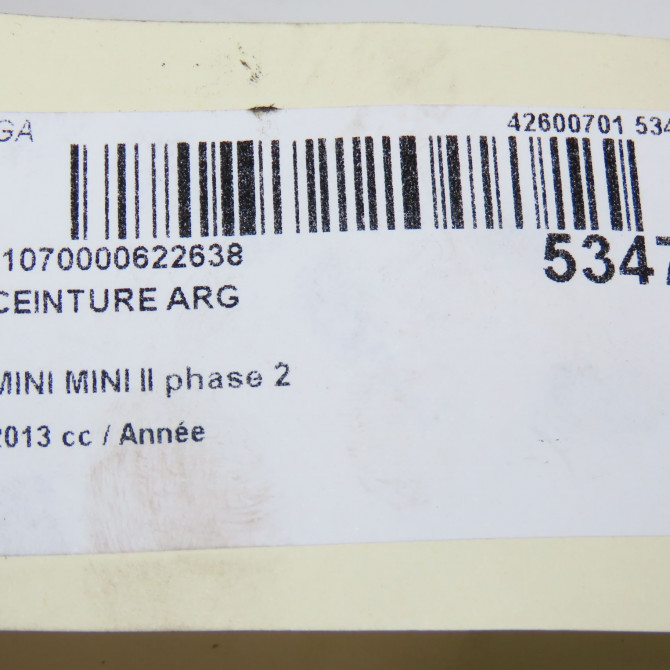 GA
42600701 534
1070000622638
5347
CEINTURE ARG
MINI MINI II phase 2
2013 cc / Année